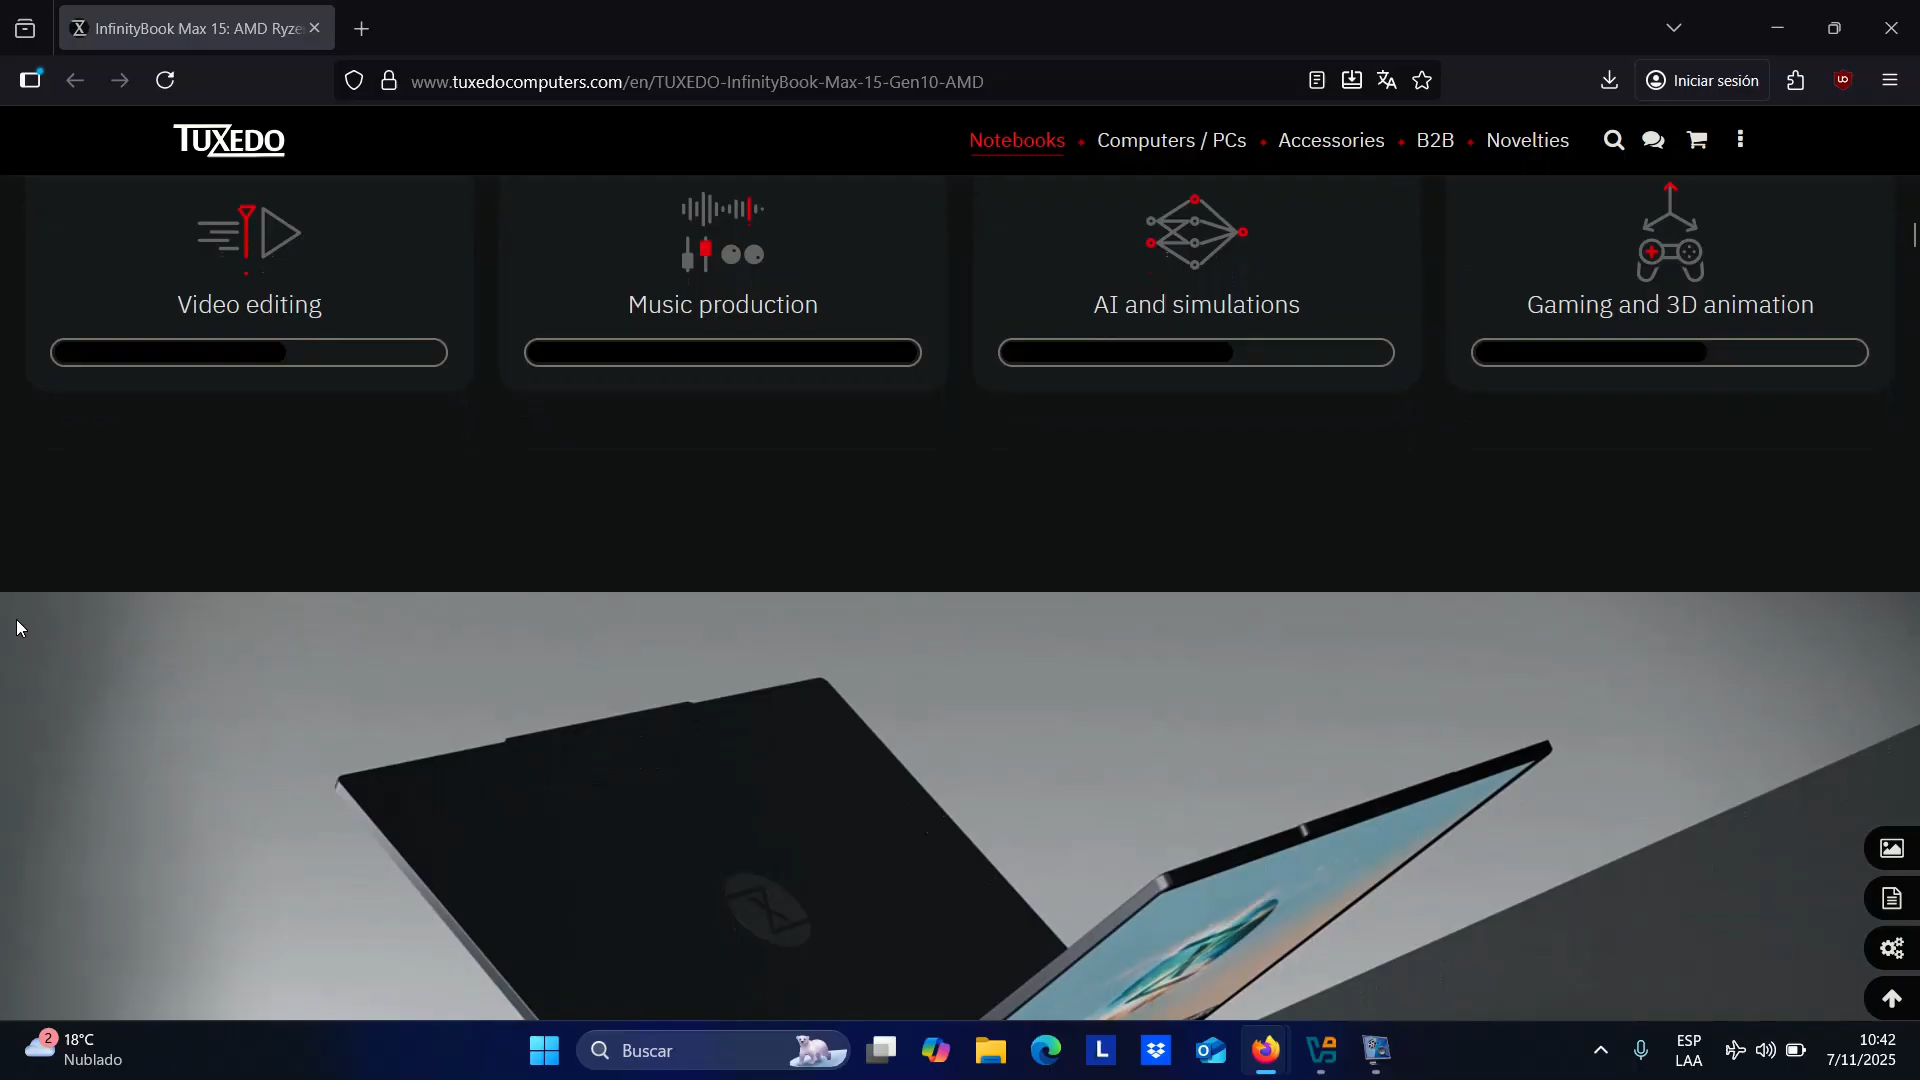 InfinityBook Max 15: AMD Ryze
www.tuxedocomputers.com/en/TUXEDO-InfinityBook-Max-15-Gen10-AMD
Iniciar sesión
TUXEDO
Notebooks
Computers / PCs
Accessories
B2B
Novelties
Video editing
Music production
AI and simulations
Gaming and 3D animation
2
18°C
Nublado
Buscar
L
ESP
LAA
10:42
7/11/2025